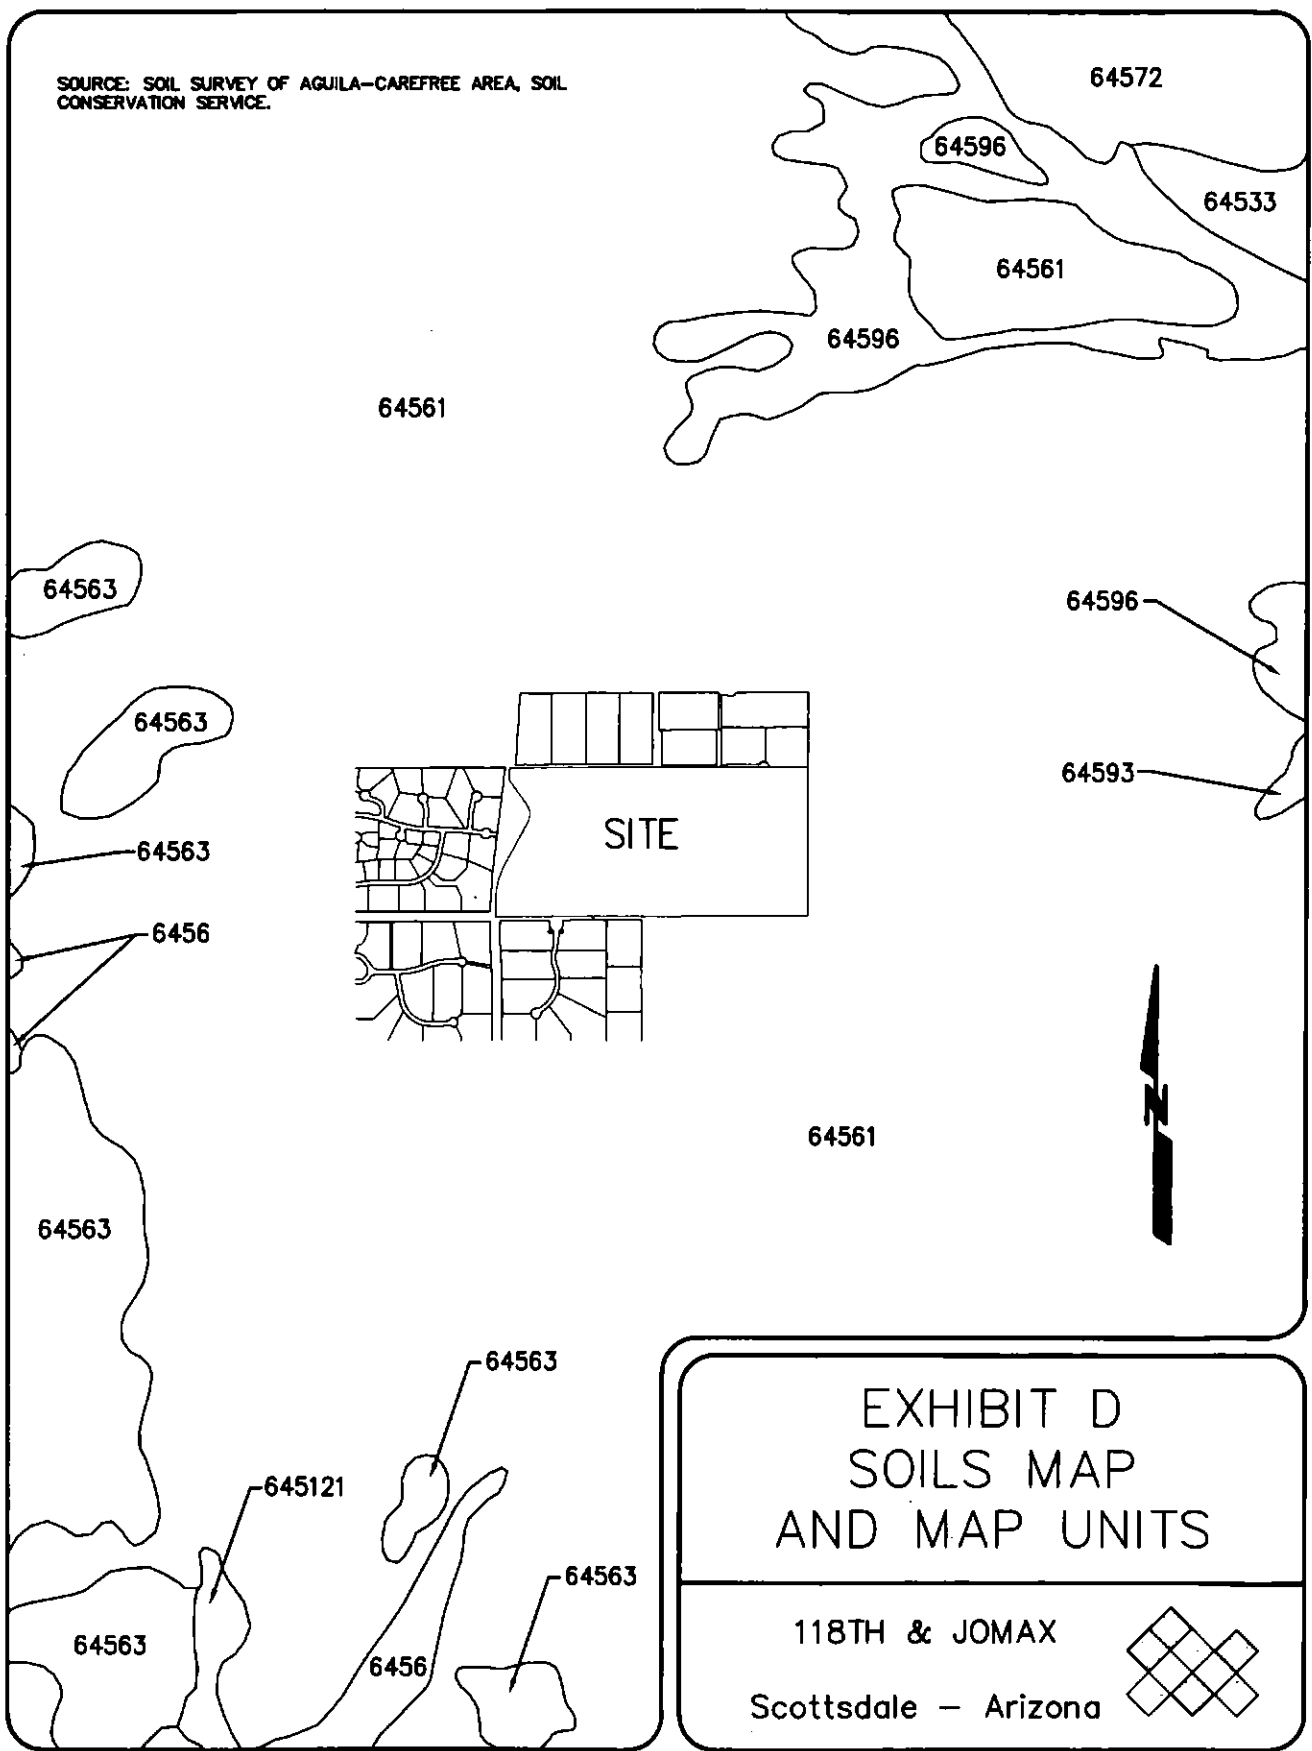 SOURCE: SOIL SURVEY OF AGUILA-CAREFREE AREA, SOIL
CONSERVATION SERVICE.
64572
64596
64533
64561
64596
64561
64563
64596
64563
64593
SITE
64563
6456
N
64561
64563
64563
645121
64563
64563
6456
EXHIBIT D
SOILS MAP
AND MAP UNITS
118TH & JOMAX
Scottsdale - Arizona